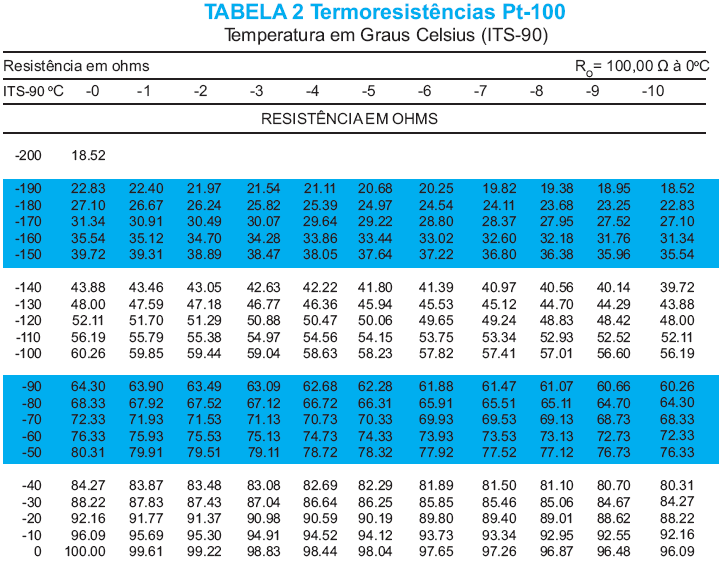 TABELA 2 Termoresistências Pt-100
Temperatura em Graus Celsius (ITS-90)
Resistência em ohms R₀= 100,00 Ω à 0ºC
ITS-90 ºC -0 -1 -2 -3 -4 -5 -6 -7 -8 -9 -10
RESISTÊNCIA EM OHMS
-200 18.52
-190 22.83 22.40 21.97 21.54 21.11 20.68 20.25 19.82 19.38 18.95 18.52
-180 27.10 26.67 26.24 25.82 25.39 24.97 24.54 24.11 23.68 23.25 22.83
-170 31.34 30.91 30.49 30.07 29.64 29.22 28.80 28.37 27.95 27.52 27.10
-160 35.54 35.12 34.70 34.28 33.86 33.44 33.02 32.60 32.18 31.76 31.34
-150 39.72 39.31 38.89 38.47 38.05 37.64 37.22 36.80 36.38 35.96 35.54
-140 43.88 43.46 43.05 42.63 42.22 41.80 41.39 40.97 40.56 40.14 39.72
-130 48.00 47.59 47.18 46.77 46.36 45.94 45.53 45.12 44.70 44.29 43.88
-120 52.11 51.70 51.29 50.88 50.47 50.06 49.65 49.24 48.83 48.42 48.00
-110 56.19 55.79 55.38 54.97 54.56 54.15 53.75 53.34 52.93 52.52 52.11
-100 60.26 59.85 59.44 59.04 58.63 58.23 57.82 57.41 57.01 56.60 56.19
-90 64.30 63.90 63.49 63.09 62.68 62.28 61.88 61.47 61.07 60.66 60.26
-80 68.33 67.92 67.52 67.12 66.72 66.31 65.91 65.51 65.11 64.70 64.30
-70 72.33 71.93 71.53 71.13 70.73 70.33 69.93 69.53 69.13 68.73 68.33
-60 76.33 75.93 75.53 75.13 74.73 74.33 73.93 73.53 73.13 72.73 72.33
-50 80.31 79.91 79.51 79.11 78.72 78.32 77.92 77.52 77.12 76.73 76.33
-40 84.27 83.87 83.48 83.08 82.69 82.29 81.89 81.50 81.10 80.70 80.31
-30 88.22 87.83 87.43 87.04 86.64 86.25 85.85 85.46 85.06 84.67 84.27
-20 92.16 91.77 91.37 90.98 90.59 90.19 89.80 89.40 89.01 88.62 88.22
-10 96.09 95.69 95.30 94.91 94.52 94.12 93.73 93.34 92.95 92.55 92.16
0 100.00 99.61 99.22 98.83 98.44 98.04 97.65 97.26 96.87 96.48 96.09